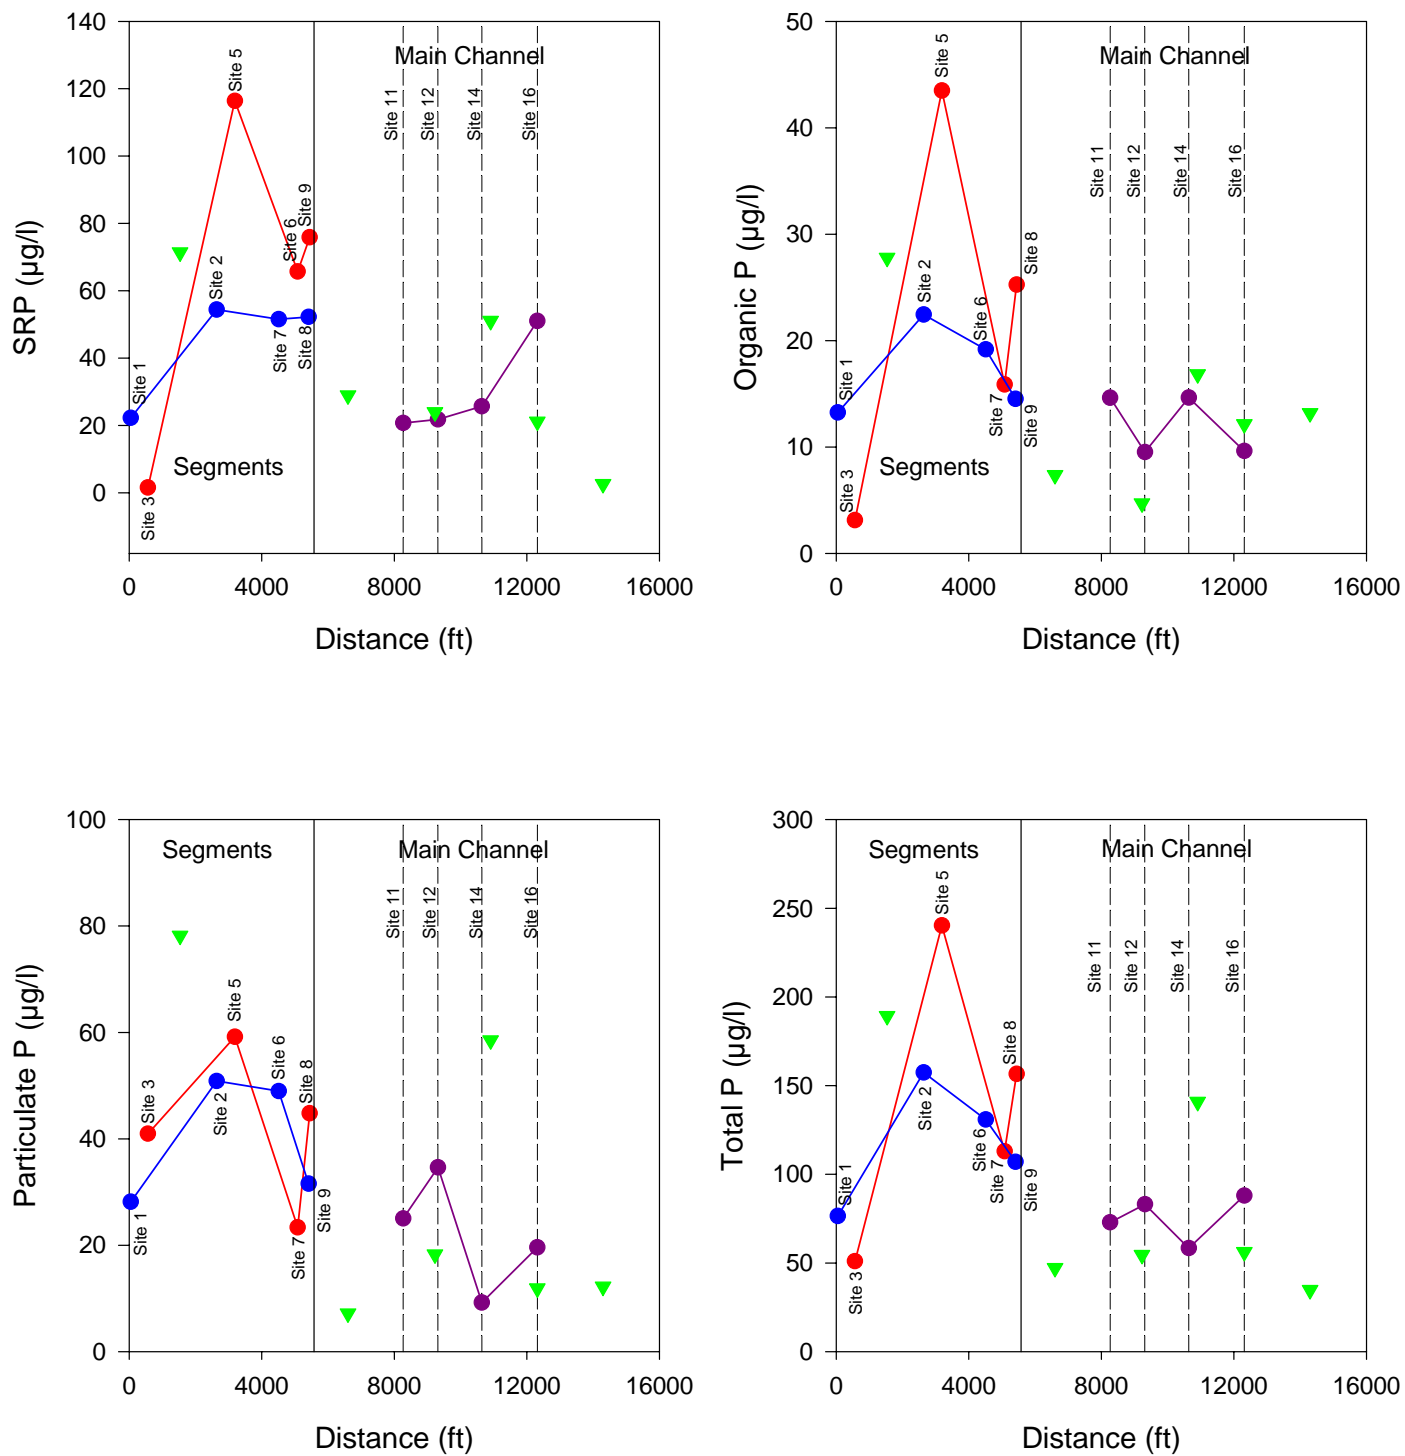 140
120
100
80
60
40
20
0
SRP (µg/l)
Main Channel
Segments
Site 1
Site 3
Site 2
Site 5
Site 7
Site 6
Site 8
Site 9
Site 11
Site 12
Site 14
Site 16
0 4000 8000 12000 16000
Distance (ft)
50
40
30
20
10
0
Organic P (µg/l)
Main Channel
Segments
Site 1
Site 3
Site 2
Site 5
Site 6
Site 7
Site 8
Site 9
Site 11
Site 12
Site 14
Site 16
0 4000 8000 12000 16000
Distance (ft)
100
80
60
40
20
0
Particulate P (µg/l)
Segments
Main Channel
Site 1
Site 3
Site 2
Site 5
Site 6
Site 7
Site 8
Site 9
Site 11
Site 12
Site 14
Site 16
0 4000 8000 12000 16000
Distance (ft)
300
250
200
150
100
50
0
Total P (µg/l)
Segments
Main Channel
Site 1
Site 3
Site 2
Site 5
Site 6
Site 7
Site 8
Site 9
Site 11
Site 12
Site 14
Site 16
0 4000 8000 12000 16000
Distance (ft)